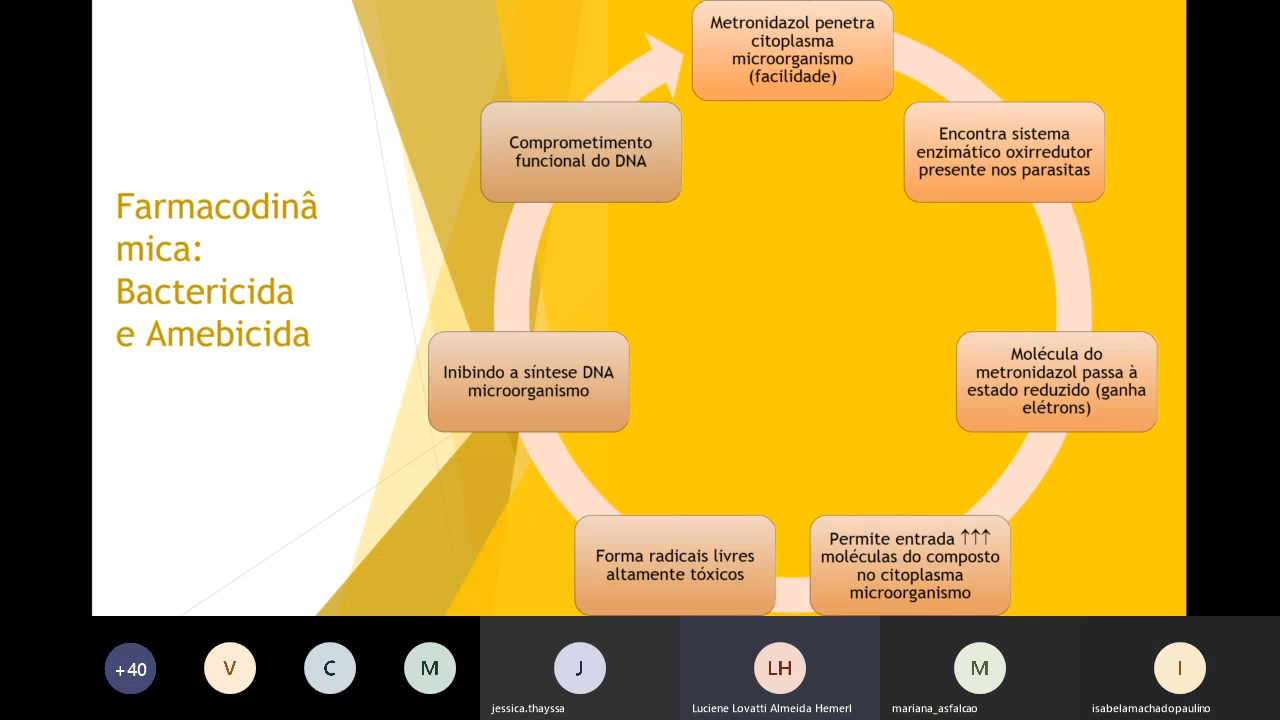 Farmacodinâ
mica:
Bactericida
e Amebicida
Metronidazol penetra
citoplasma
microorganismo
(facilidade)
Encontra sistema
enzimático oxirredutor
presente nos parasitas
Molécula do
metronidazol passa à
estado reduzido (ganha
elétrons)
Permite entrada ↑↑↑
moléculas do composto
no citoplasma
microorganismo
Forma radicais livres
altamente tóxicos
Inibindo a síntese DNA
microorganismo
Comprometimento
funcional do DNA
+40
V
C
M
J
LH
M
I
jessica.thayssa
Luciene Lovatti Almeida Hemerl
mariana_asfalcao
isabelamachadopaulino